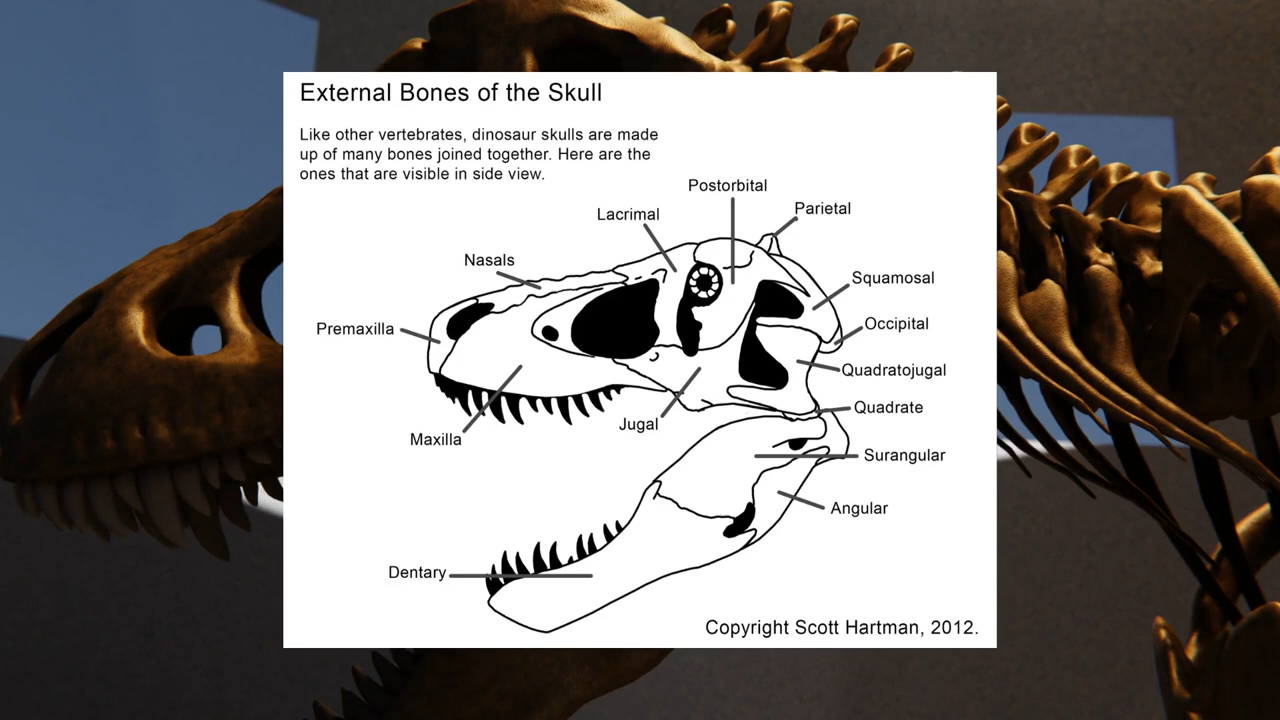 External Bones of the Skull
Like other vertebrates, dinosaur skulls are made
up of many bones joined together. Here are the
ones that are visible in side view.
Postorbital
Parietal
Lacrimal
Nasals
Squamosal
Premaxilla
Occipital
Quadratojugal
Quadrate
Jugal
Maxilla
Surangular
Angular
Dentary
Copyright Scott Hartman, 2012.